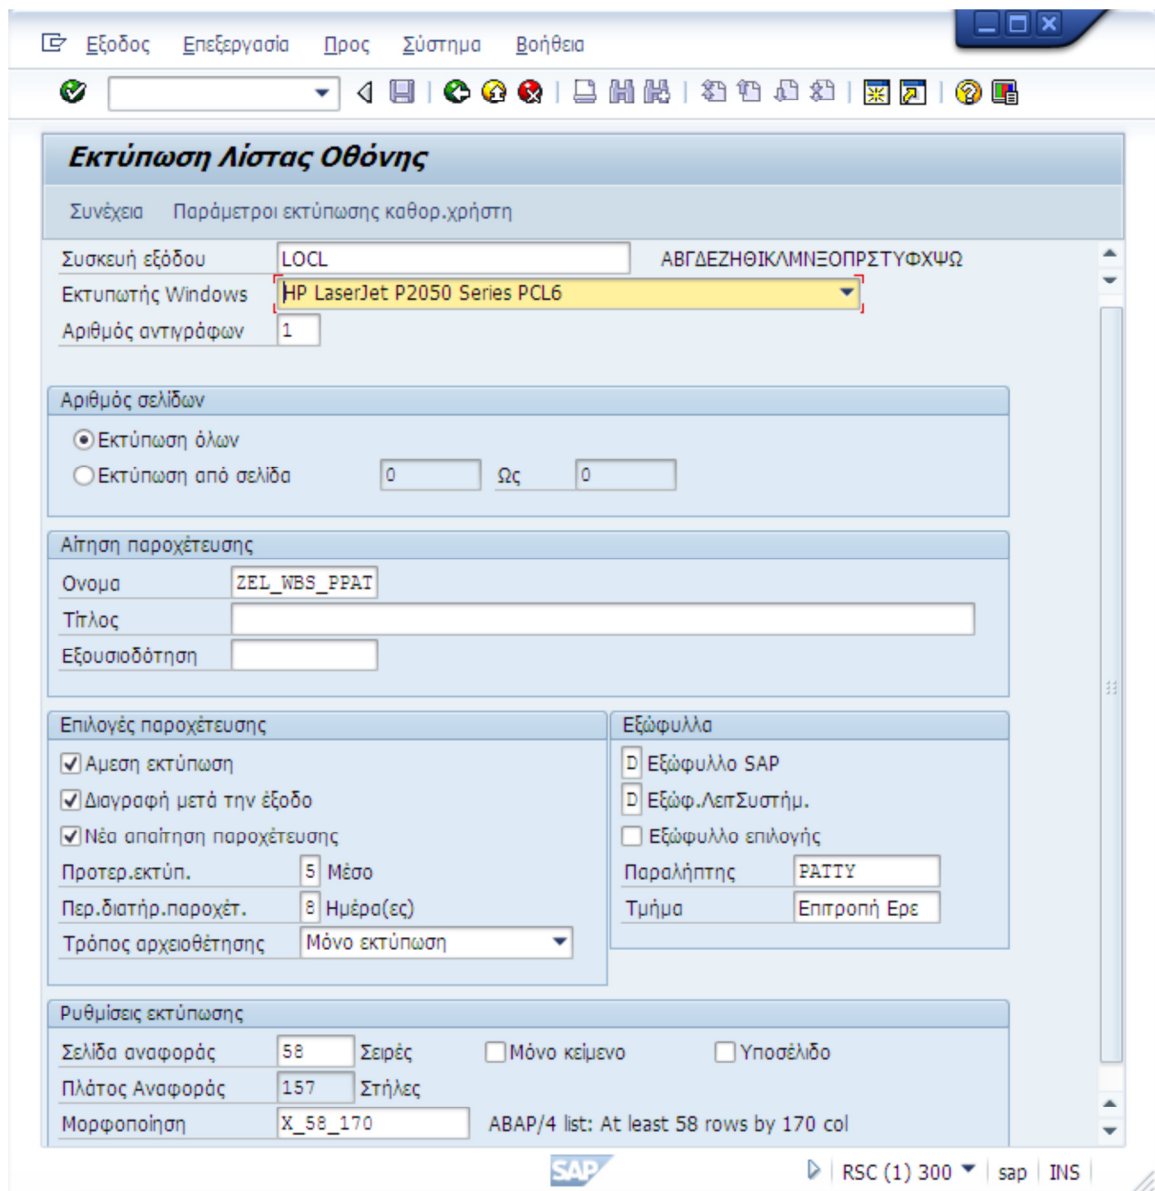 Εξοδος Επεξεργασία Προς Σύστημα Βοήθεια
Εκτύπωση Λίστας Οθόνης
Συνέχεια Παράμετροι εκτύπωσης καθορ.χρήστη
Συσκευή εξόδου LOCL ΑΒΓΔΕΖΗΘΙΚΛΜΝΞΟΠΡΣΤΥΦΧΨΩ
Εκτυπωτής Windows HP LaserJet P2050 Series PCL6
Αριθμός αντιγράφων 1
Αριθμός σελίδων
Εκτύπωση όλων
Εκτύπωση από σελίδα 0 Ως 0
Αίτηση παροχέτευσης
Ονομα ZEL_WBS_PPAT
Τίτλος
Εξουσιοδότηση
Επιλογές παροχέτευσης Εξώφυλλα
Αμεση εκτύπωση D Εξώφυλλο SAP
Διαγραφή μετά την έξοδο D Εξώφ.ΛειτΣυστήμ.
Νέα απαίτηση παροχέτευσης Εξώφυλλο επιλογής
Προτερ.εκτύπ. 5 Μέσο Παραλήπτης PATTY
Περ.διατήρ.παροχέτ. 8 Ημέρα(ες) Τμήμα Επιτροπή Ερε
Τρόπος αρχειοθέτησης Μόνο εκτύπωση
Ρυθμίσεις εκτύπωσης
Σελίδα αναφοράς 58 Σειρές Μόνο κείμενο Υποσέλιδο
Πλάτος Αναφοράς 157 Στήλες
Μορφοποίηση X_58_170 ABAP/4 list: At least 58 rows by 170 col
SAP RSC (1) 300 sap INS